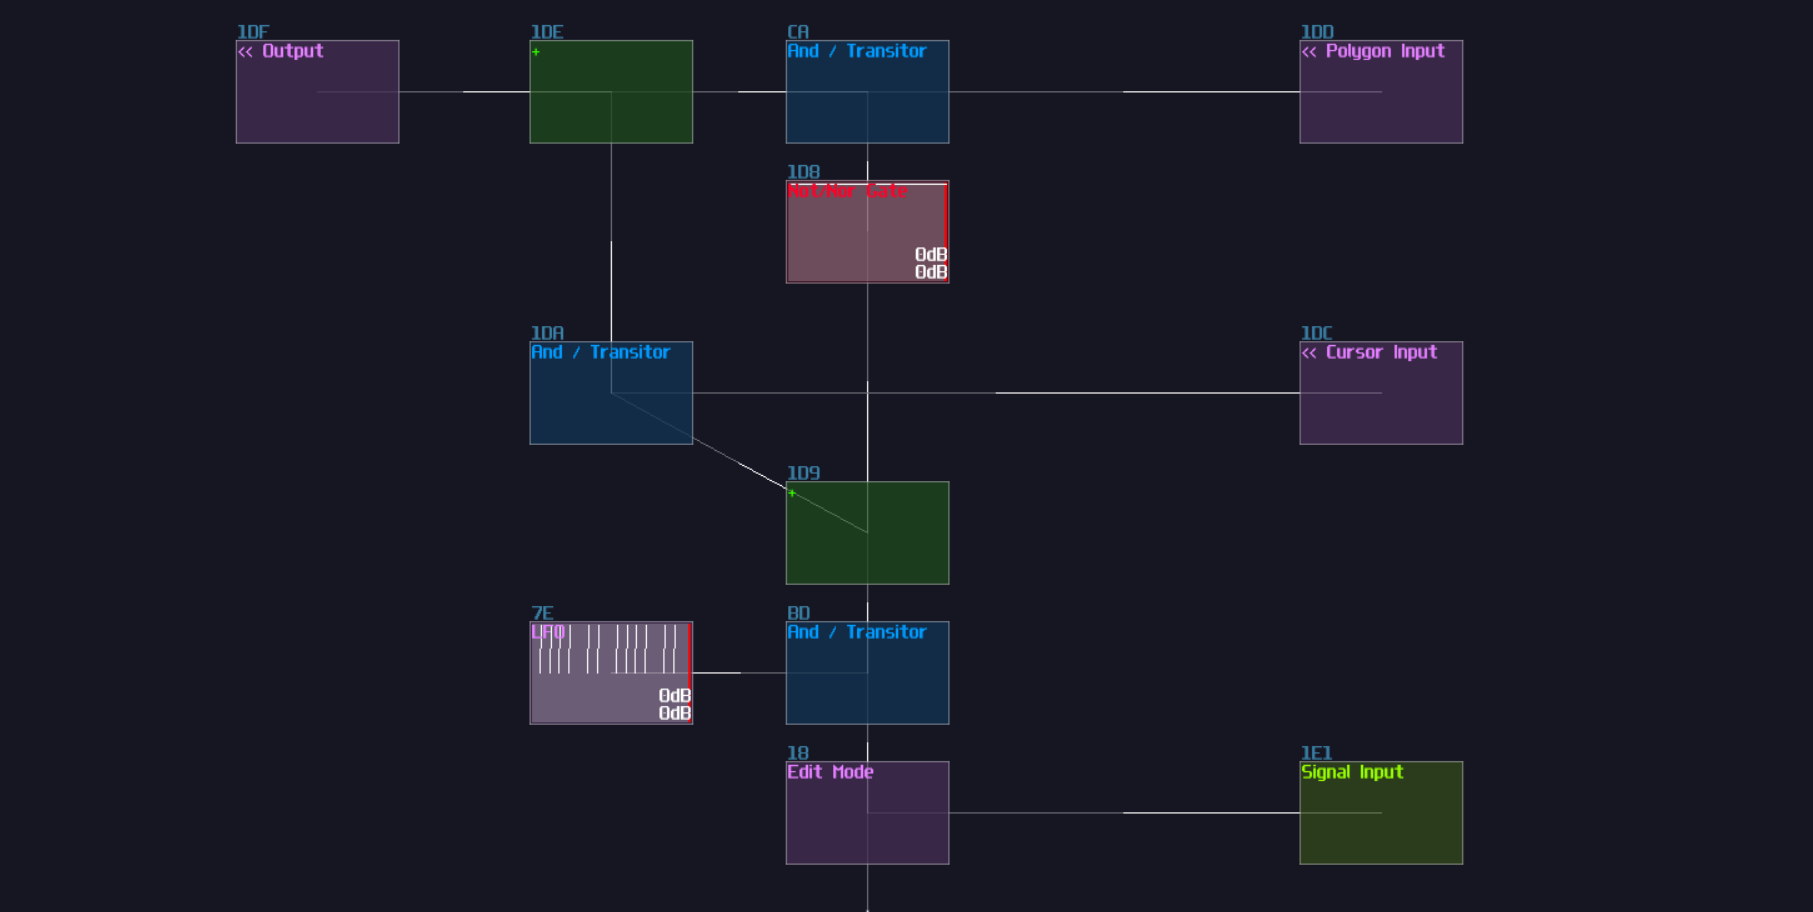 1DF
<< Output
1DE
+
CA
And / Transitor
1DD
<< Polygon Input
1D8
Not/Nor Gate
0dB
0dB
1DA
And / Transitor
1DC
<< Cursor Input
1D9
+
7E
LFO
0dB
0dB
BD
And / Transitor
18
Edit Mode
1E1
Signal Input